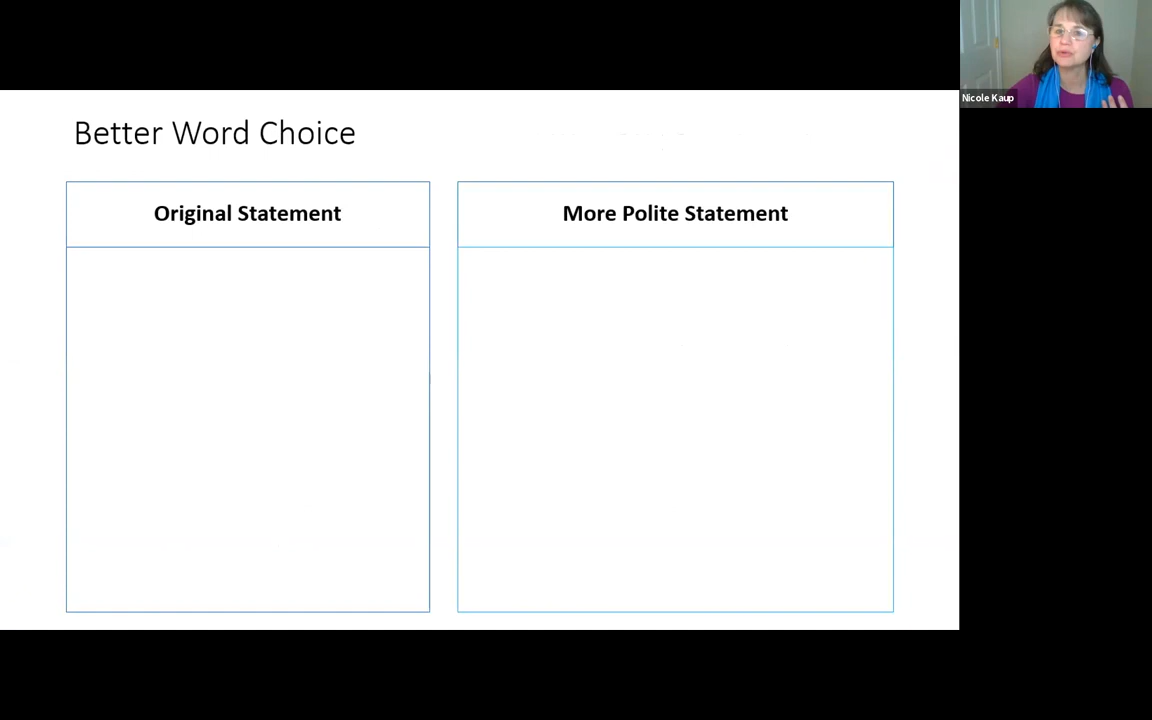 Nicole Kaup
Better Word Choice
Original Statement
More Polite Statement